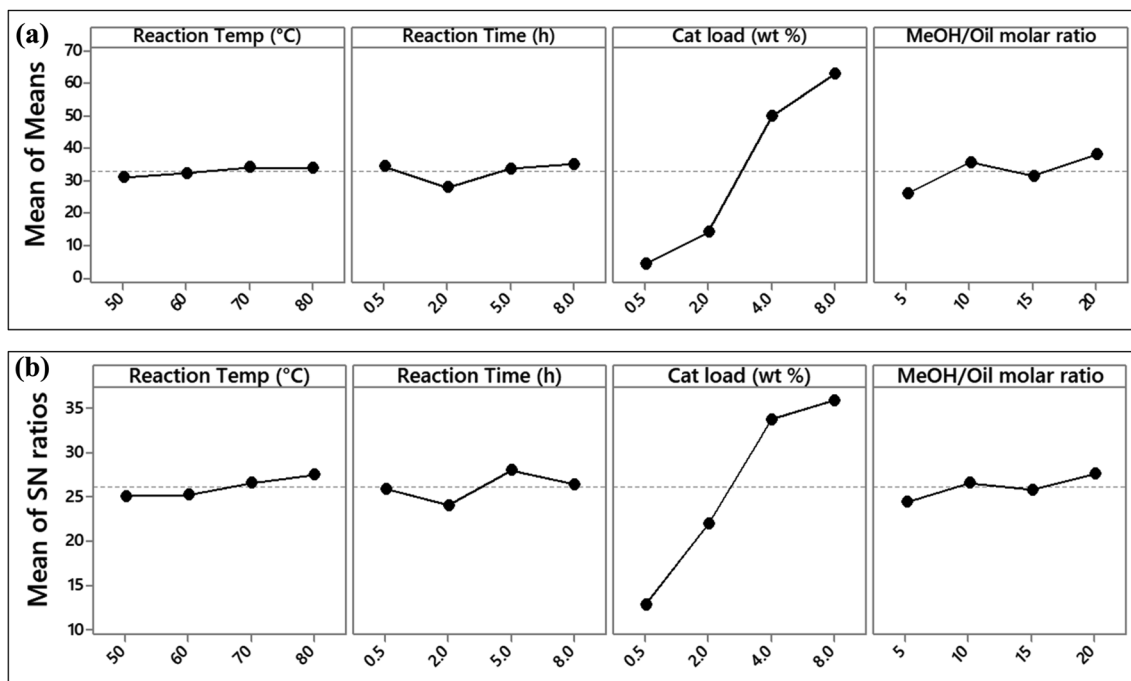 (a)
Reaction Temp (°C) Reaction Time (h) Cat load (wt %) MeOH/Oil molar ratio
Mean of Means
70
60
50
40
30
20
10
0
50 60 70 80 0.5 2.0 5.0 8.0 0.5 2.0 4.0 8.0 5 10 15 20
(b)
Reaction Temp (°C) Reaction Time (h) Cat load (wt %) MeOH/Oil molar ratio
Mean of SN ratios
35
30
25
20
15
10
50 60 70 80 0.5 2.0 5.0 8.0 0.5 2.0 4.0 8.0 5 10 15 20